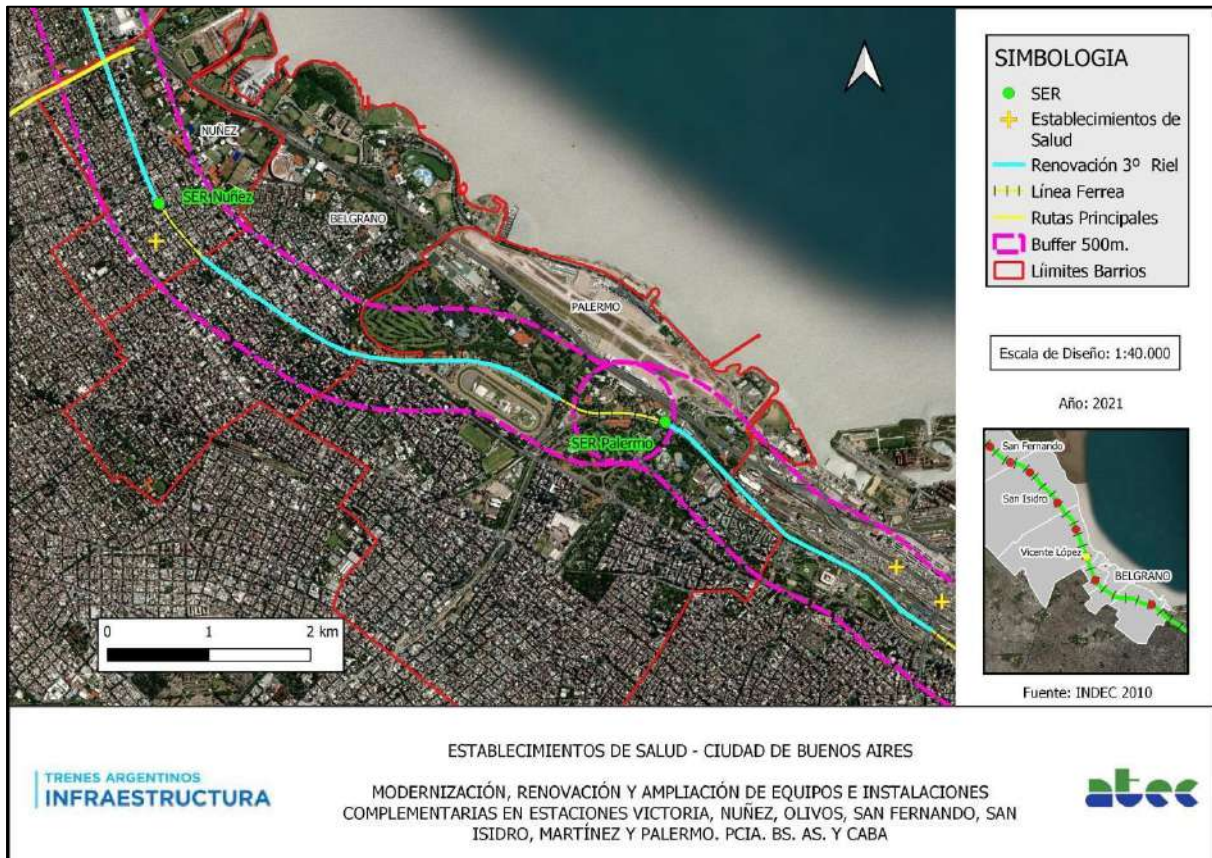 NÚÑEZ
SER Nuñez
BELGRANO
PALERMO
SER Palermo
0 1 2 km
SIMBOLOGIA
SER
Establecimientos de
Salud
Renovación 3º Riel
Línea Ferrea
Rutas Principales
Buffer 500m.
Líimites Barrios
Escala de Diseño: 1:40.000
Año: 2021
San Fernando
San Isidro
Vicente López
BELGRANO
Fuente: INDEC 2010
TRENES ARGENTINOS
INFRAESTRUCTURA
ESTABLECIMIENTOS DE SALUD - CIUDAD DE BUENOS AIRES
MODERNIZACIÓN, RENOVACIÓN Y AMPLIACIÓN DE EQUIPOS E INSTALACIONES
COMPLEMENTARIAS EN ESTACIONES VICTORIA, NUÑEZ, OLIVOS, SAN FERNANDO, SAN
ISIDRO, MARTÍNEZ Y PALERMO. PCIA. BS. AS. Y CABA
atec